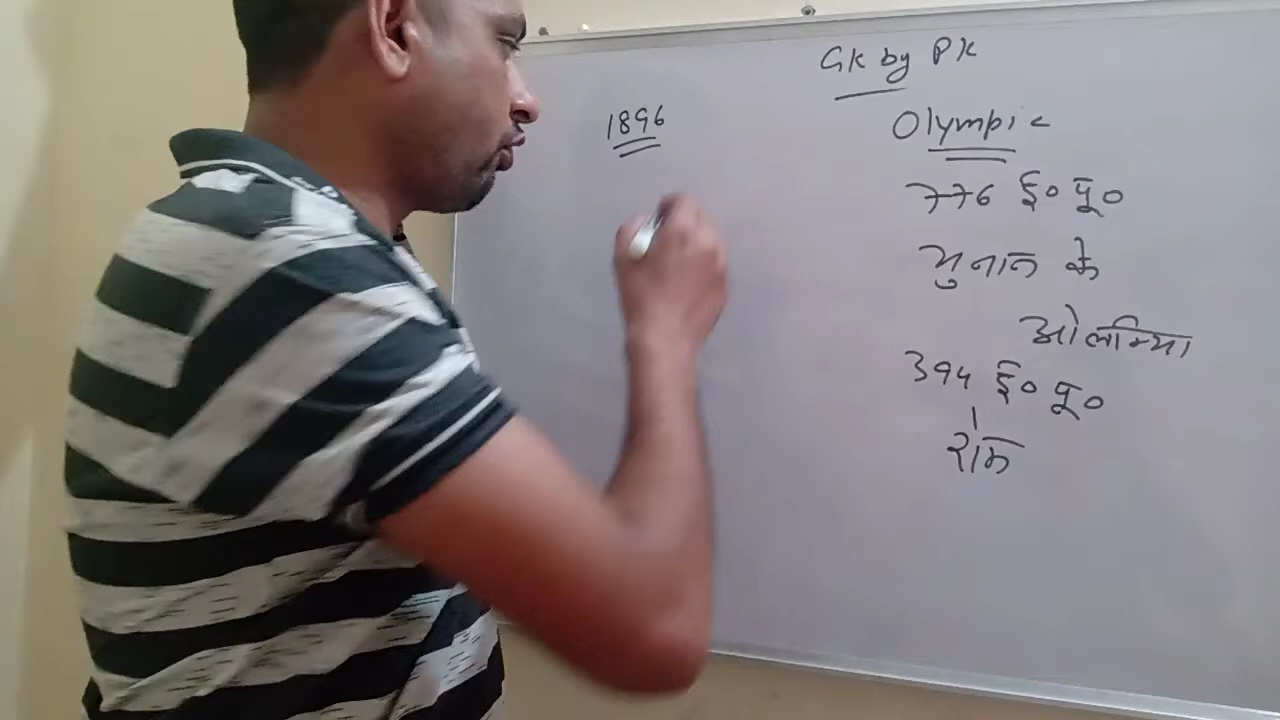 GK by PK
Olympic
776 ई० पू०
युनान के
ओलम्पिया
394 ई० पू०
रोम
1896